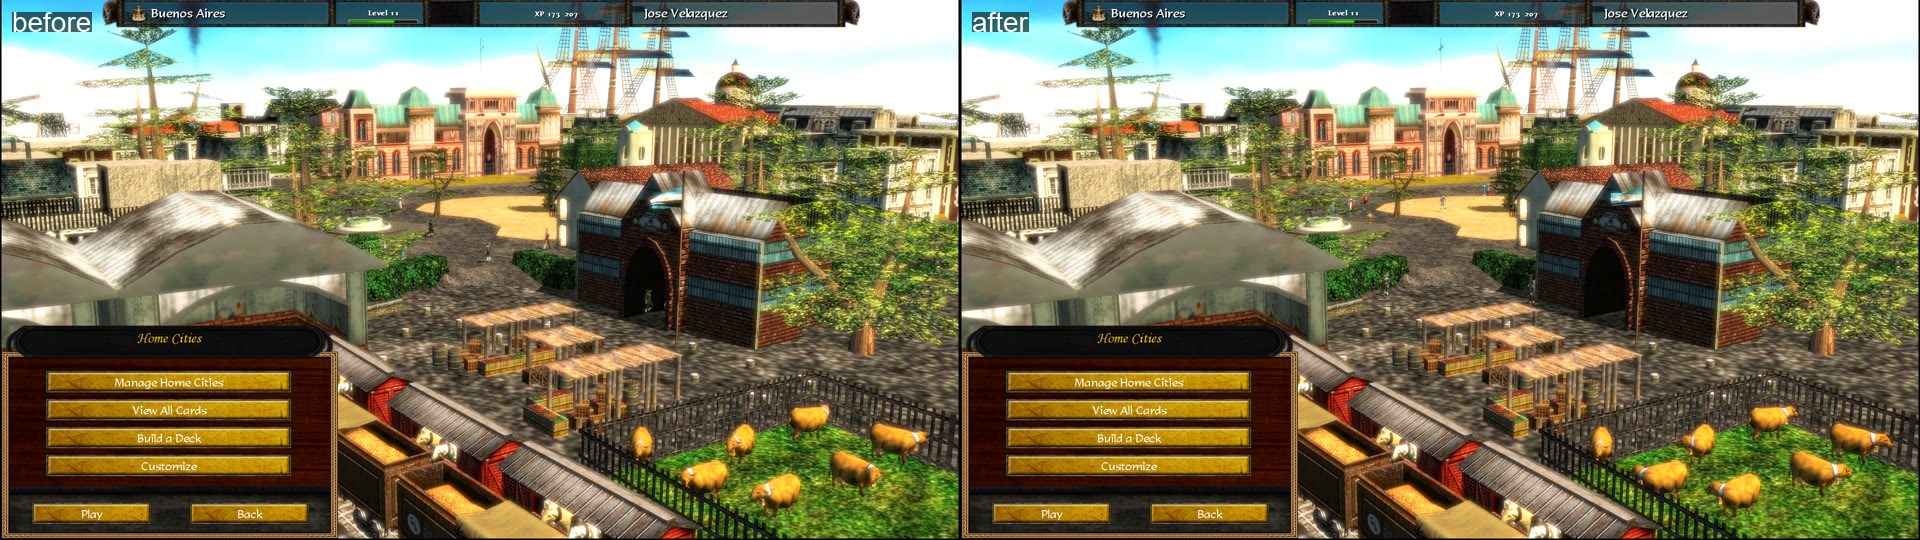 before
Buenos Aires
Level 11
XP 173 207
Jose Velazquez
Home Cities
Manage Home Cities
View All Cards
Build a Deck
Customize
Play
Back
after
Buenos Aires
Level 11
XP 173 207
Jose Velazquez
Home Cities
Manage Home Cities
View All Cards
Build a Deck
Customize
Play
Back